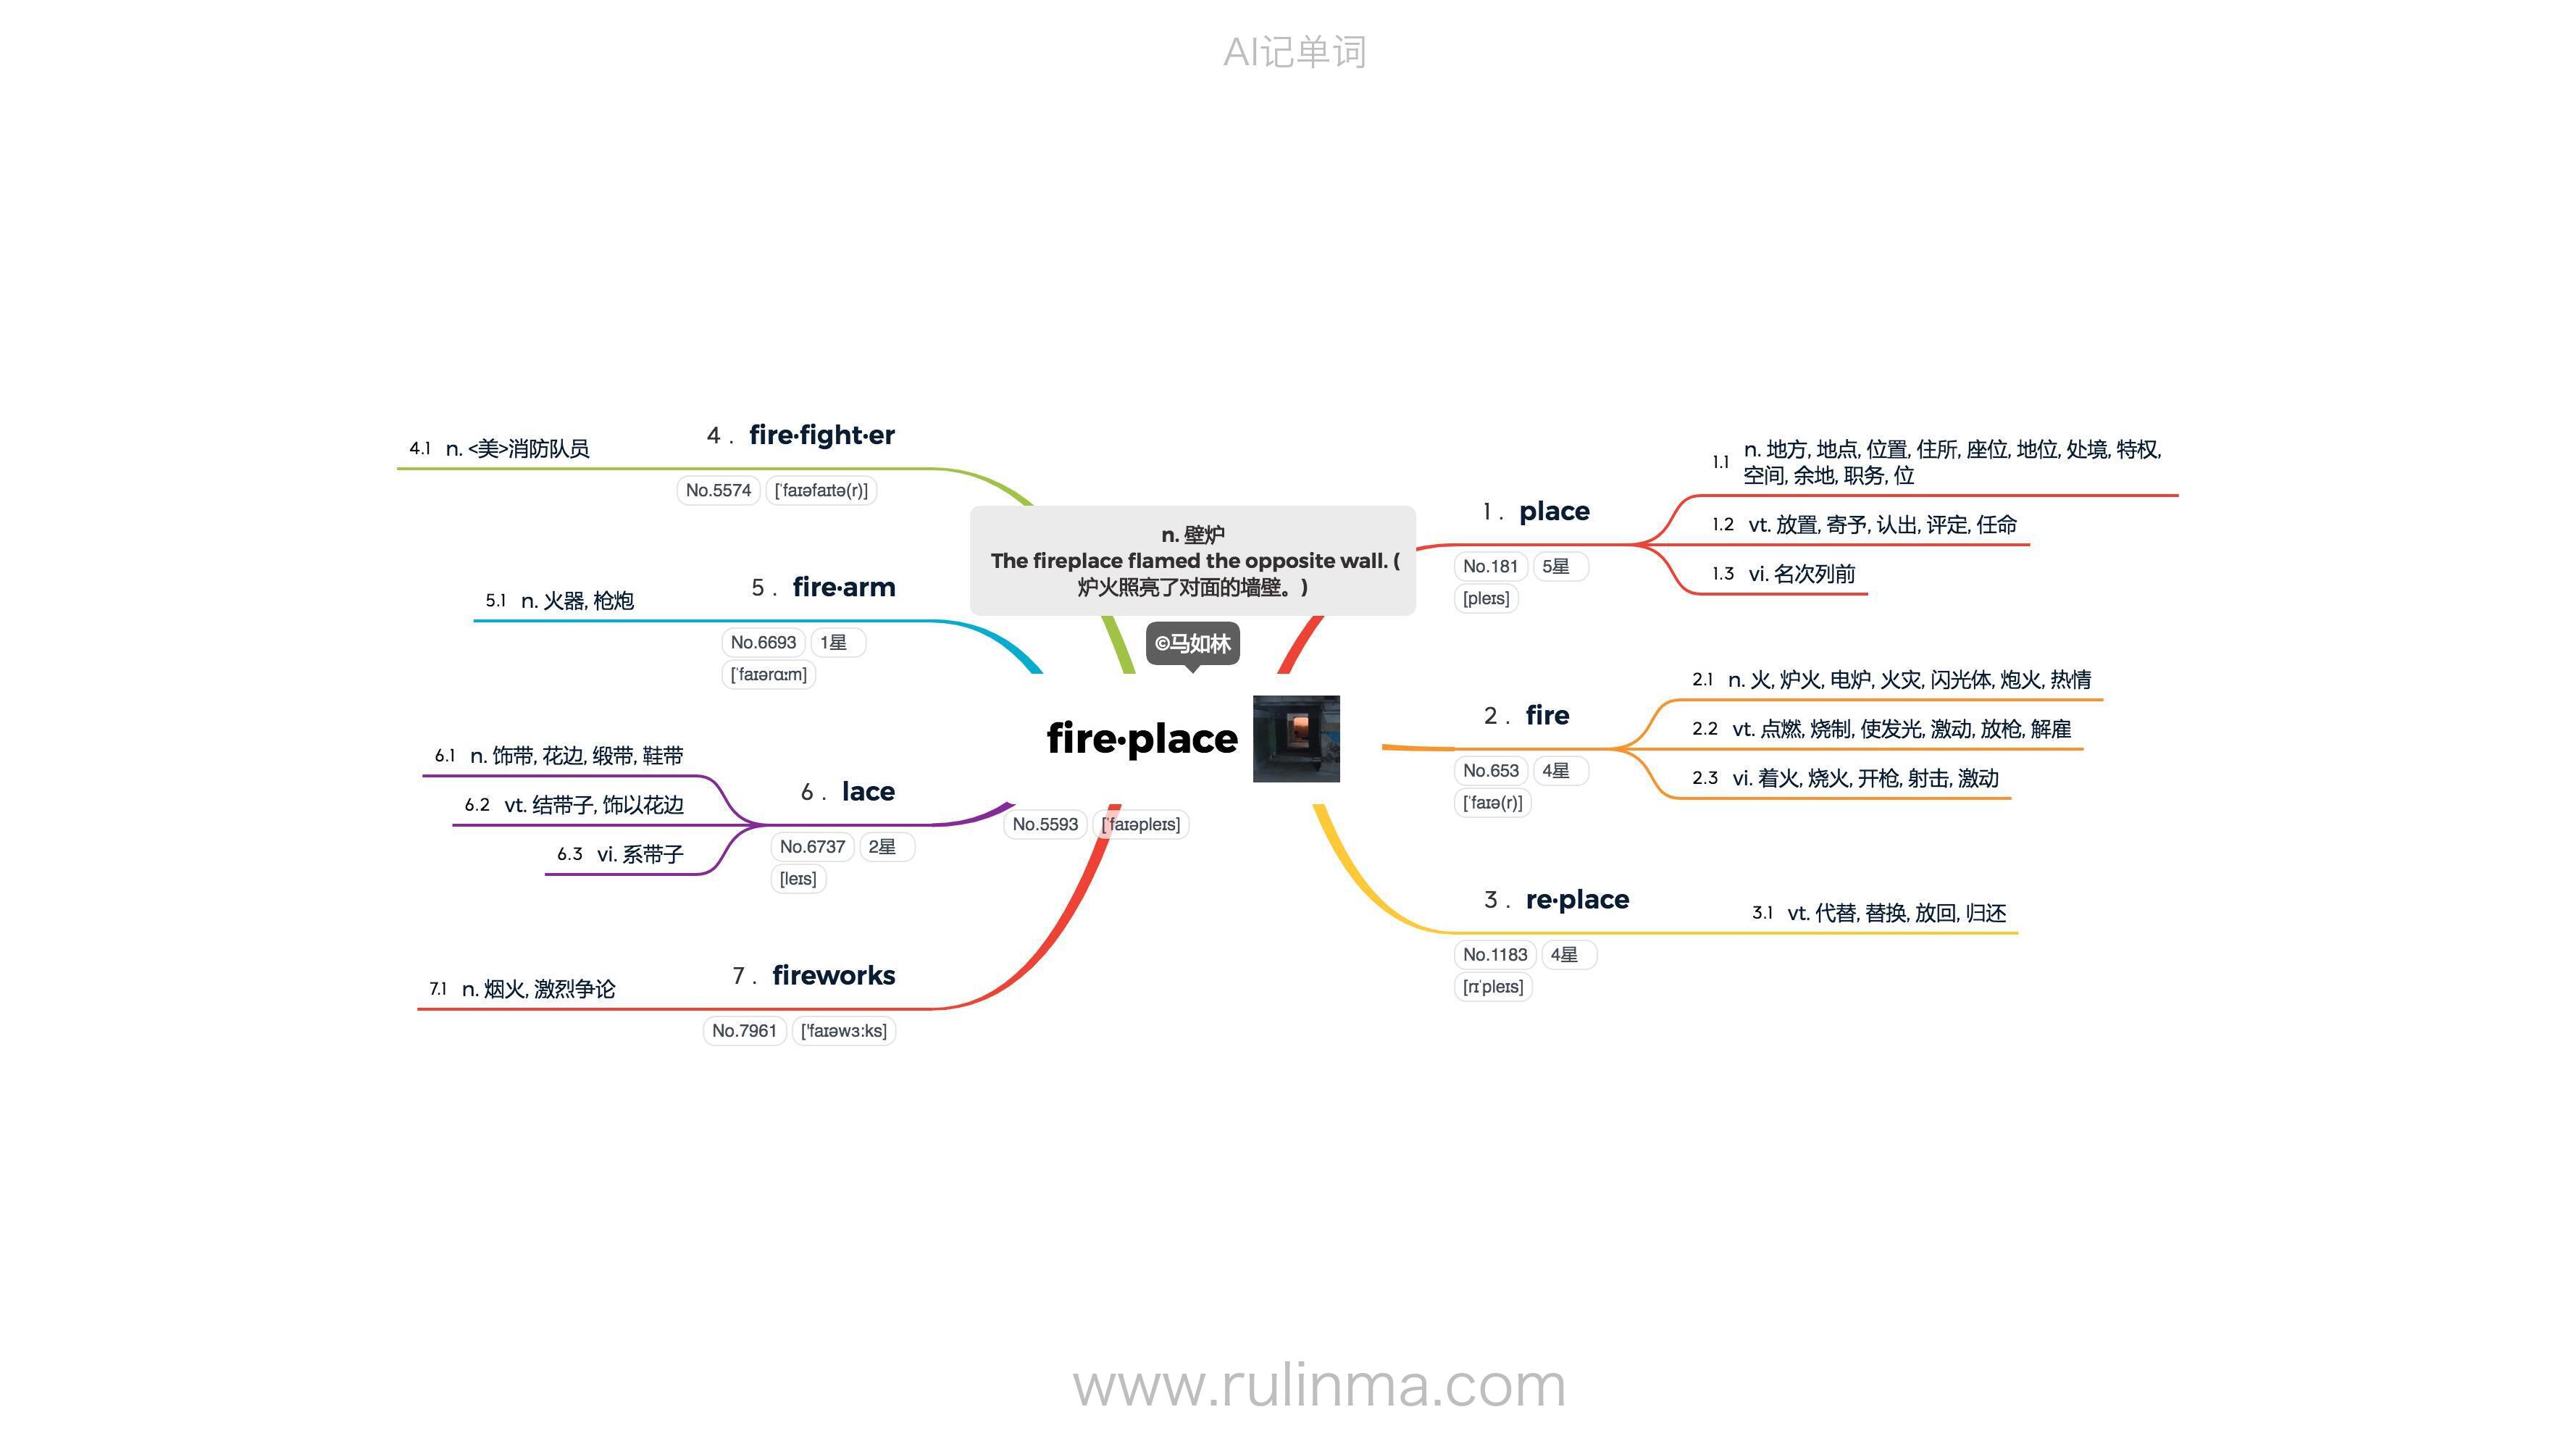 AI记单词
n. 壁炉
The fireplace flamed the opposite wall. (
炉火照亮了对面的墙壁。)
©马如林
fire·place
No.5593 ['faɪəpleɪs]
1 . place
No.181 5星
[pleɪs]
1.1 n. 地方, 地点, 位置, 住所, 座位, 地位, 处境, 特权,
空间, 余地, 职务, 位
1.2 vt. 放置, 寄予, 认出, 评定, 任命
1.3 vi. 名次列前
2 . fire
No.653 4星
['faɪə(r)]
2.1 n. 火, 炉火, 电炉, 火灾, 闪光体, 炮火, 热情
2.2 vt. 点燃, 烧制, 使发光, 激动, 放枪, 解雇
2.3 vi. 着火, 烧火, 开枪, 射击, 激动
3 . re·place
No.1183 4星
[rɪ'pleɪs]
3.1 vt. 代替, 替换, 放回, 归还
4 . fire·fight·er
No.5574 ['faɪəfaɪtə(r)]
4.1 n. <美>消防队员
5 . fire·arm
No.6693 1星
['faɪərɑːm]
5.1 n. 火器, 枪炮
6 . lace
No.6737 2星
[leɪs]
6.1 n. 饰带, 花边, 缎带, 鞋带
6.2 vt. 结带子, 饰以花边
6.3 vi. 系带子
7 . fireworks
No.7961 ['faɪəwɜ:ks]
7.1 n. 烟火, 激烈争论
www.rulinma.com